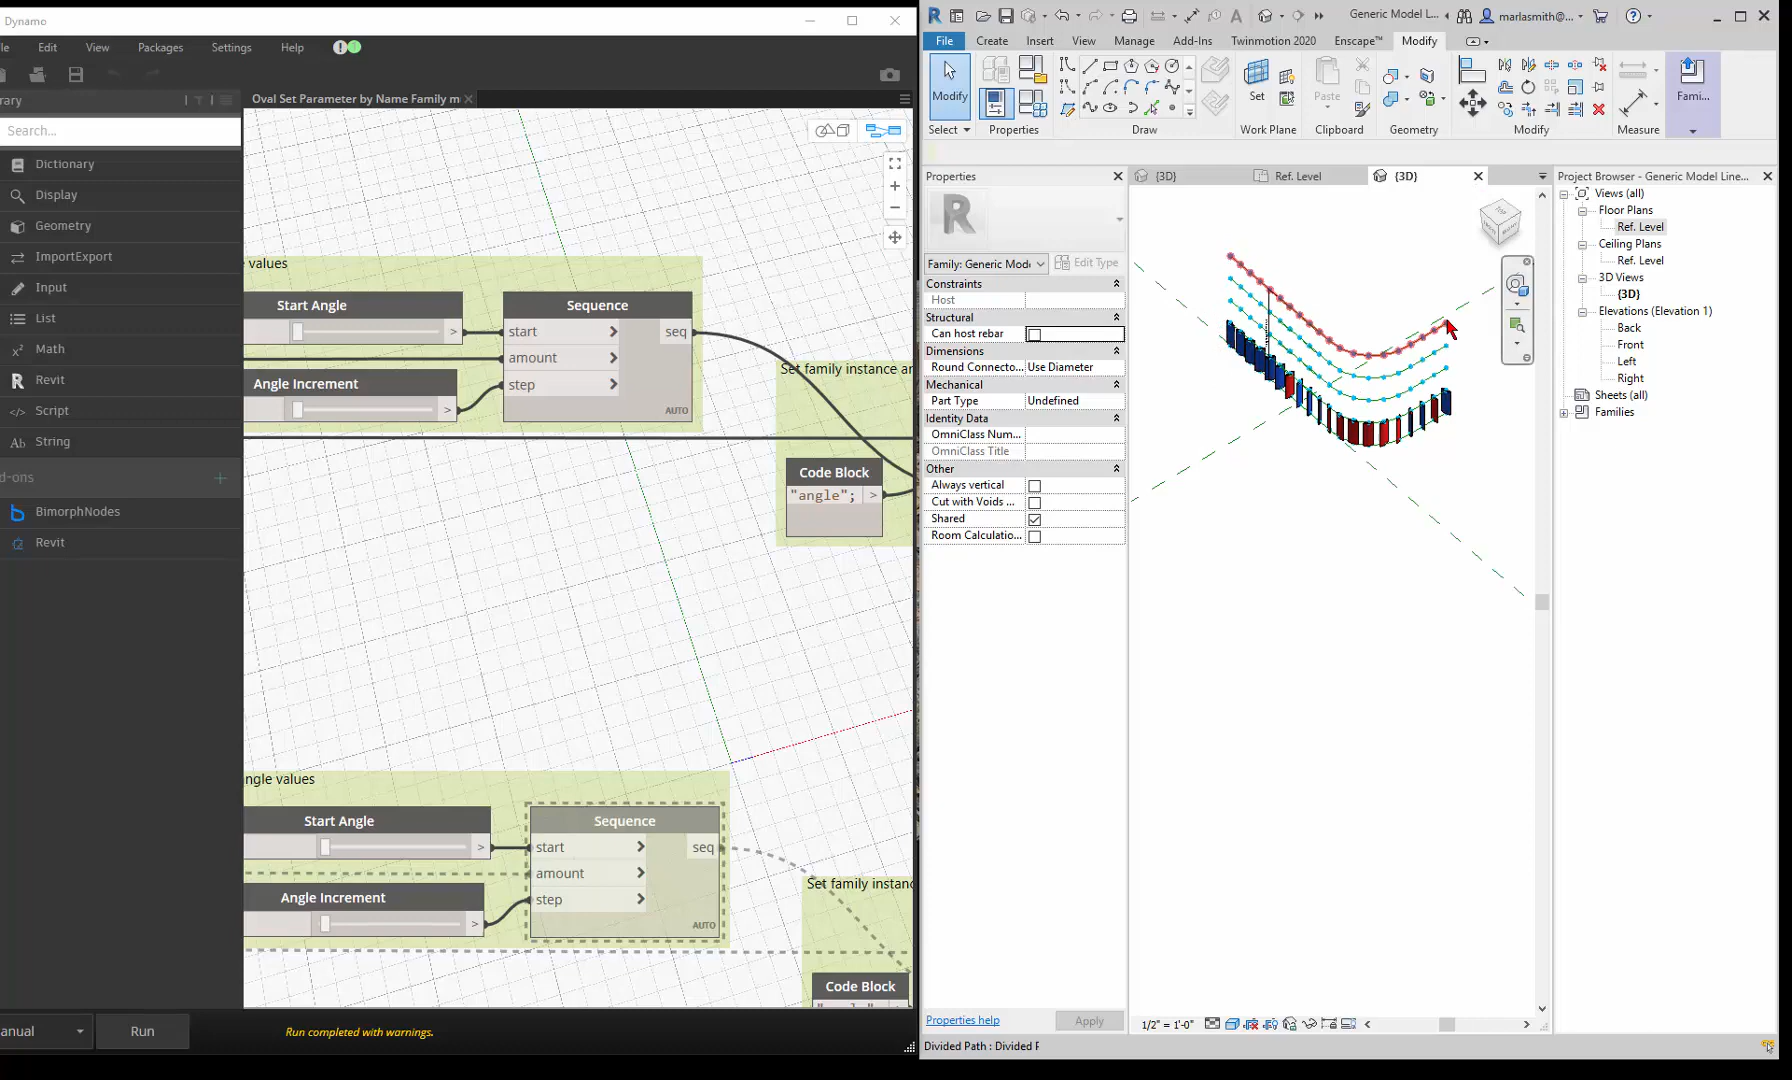 Dynamo
le Edit View Packages Settings Help
rary
Oval Set Parameter by Name Family m
Search...
Dictionary
Display
Geometry
ImportExport
Input
List
Math
Revit
Script
String
d-ons
BimorphNodes
Revit
values
Start Angle
>
Angle Increment
>
Sequence
start
amount
step
seq
AUTO
Set family instance ar
Code Block
"angle"; >
ngle values
Start Angle
>
Angle Increment
>
Sequence
start
amount
step
seq
AUTO
Set family instanc
Code Block
anual
Run
Run completed with warnings.
Generic Model L...
marlasmith@...
File Create Insert View Manage Add-Ins Twinmotion 2020 Enscape™ Modify
Modify
Set
Paste
Fami...
Select Properties Draw Work Plane Clipboard Geometry Modify Measure
Properties
Family: Generic Mode
Edit Type
Constraints
Host
Structural
Can host rebar
Dimensions
Round Connecto... Use Diameter
Mechanical
Part Type Undefined
Identity Data
OmniClass Num...
OmniClass Title
Other
Always vertical
Cut with Voids ...
Shared
Room Calculatio...
Properties help
Apply
{3D} Ref. Level {3D}
1/2" = 1'-0"
Divided Path : Divided F
Project Browser - Generic Model Line...
Views (all)
Floor Plans
Ref. Level
Ceiling Plans
Ref. Level
3D Views
{3D}
Elevations (Elevation 1)
Back
Front
Left
Right
Sheets (all)
Families